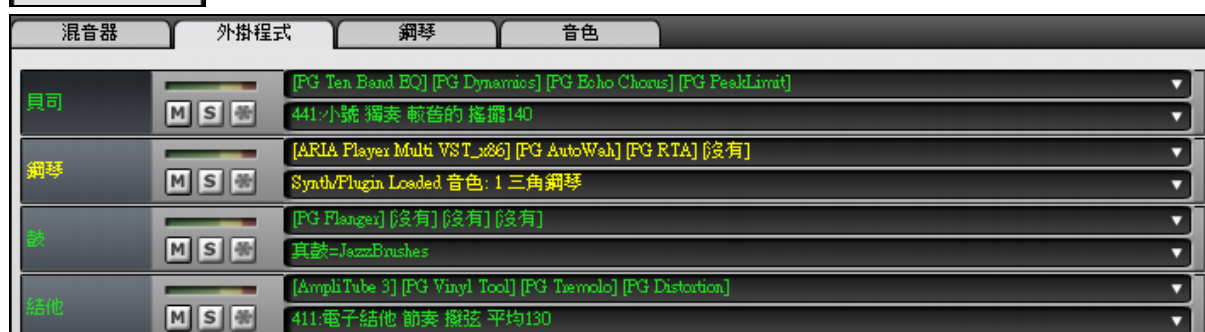 混音器 外掛程式 鋼琴 音色
[PG Ten Band EQ] [PG Dynamics] [PG Echo Chorus] [PG PeakLimit]
貝司
M S
441:小號 獨奏 較舊的 搖擺140
[ARIA Player Multi VST_x86] [PG AutoWah] [PG RTA] [沒有]
鋼琴
M S
Synth/Plugin Loaded 音色: 1 三角鋼琴
[PG Flanger] [沒有] [沒有] [沒有]
鼓
M S
真鼓=JazzBrushes
[AmpliTube 3] [PG Vinyl Tool] [PG Tremolo] [PG Distortion]
結他
M S
411:電子結他 節奏 撥弦 平均130